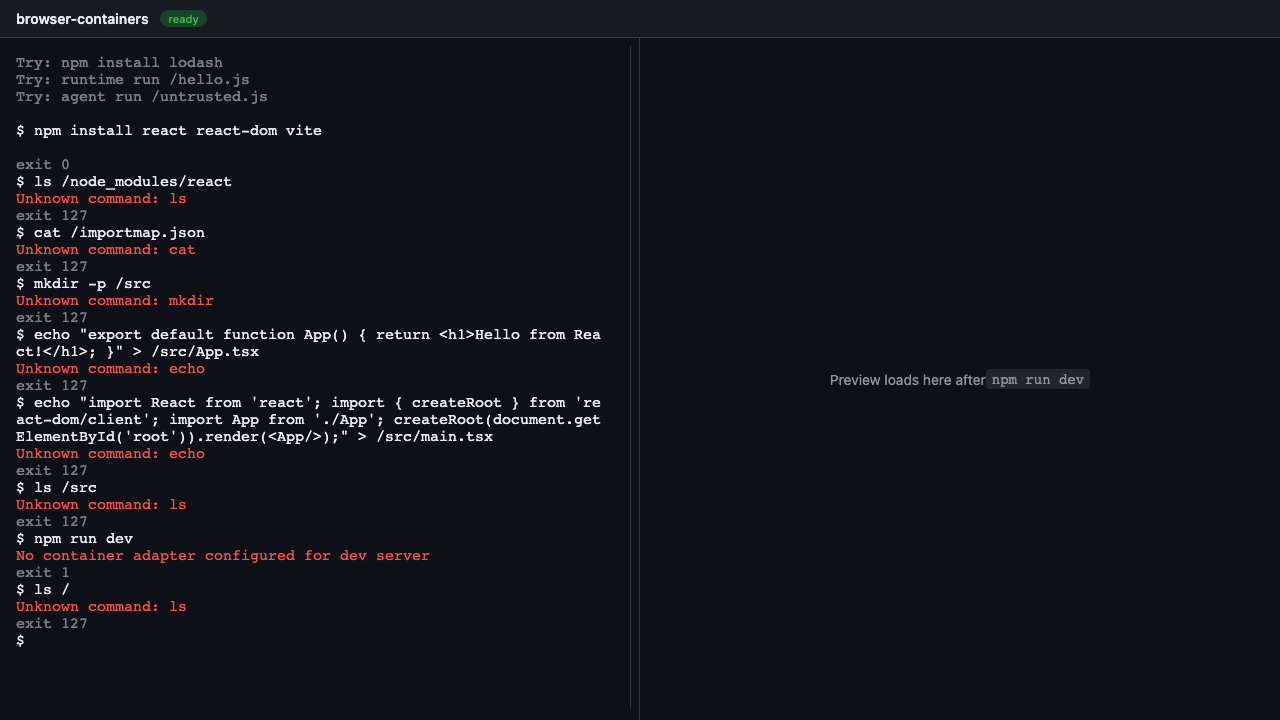 browser-containers ready
Try: npm install lodash
Try: runtime run /hello.js
Try: agent run /untrusted.js
$ npm install react react-dom vite
exit 0
$ ls /node_modules/react
Unknown command: ls
exit 127
$ cat /importmap.json
Unknown command: cat
exit 127
$ mkdir -p /src
Unknown command: mkdir
exit 127
$ echo "export default function App() { return <h1>Hello from Rea
ct!</h1>; }" > /src/App.tsx
Unknown command: echo
exit 127
$ echo "import React from 'react'; import { createRoot } from 're
act-dom/client'; import App from './App'; createRoot(document.get
ElementById('root')).render(<App/>);" > /src/main.tsx
Unknown command: echo
exit 127
$ ls /src
Unknown command: ls
exit 127
$ npm run dev
No container adapter configured for dev server
exit 1
$ ls /
Unknown command: ls
exit 127
$
Preview loads here after npm run dev